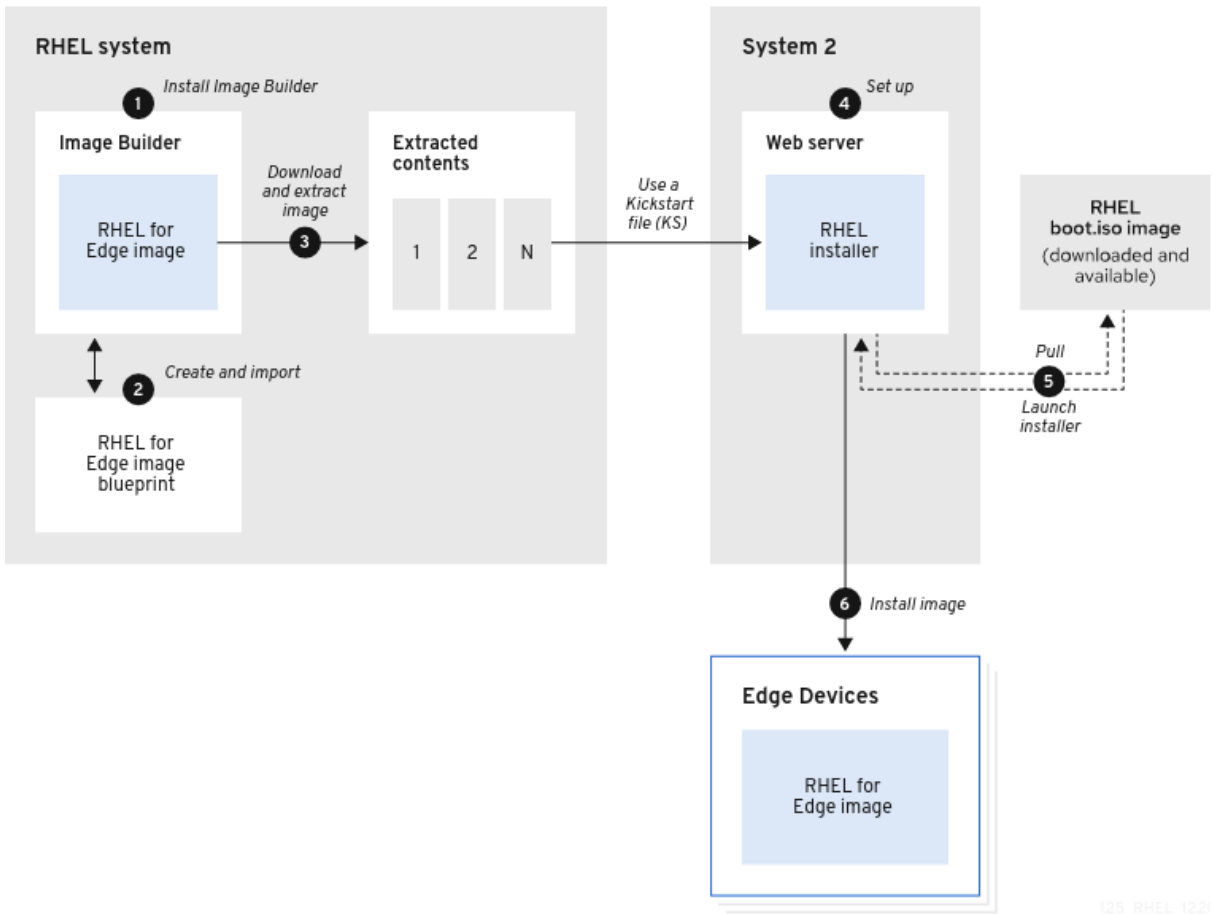 RHEL system
1
Install Image Builder
Image Builder
RHEL for
Edge image
Download
and extract
image
3
Extracted
contents
1
2
N
2
Create and import
RHEL for
Edge image
blueprint
Use a
Kickstart
file (KS)
System 2
4
Set up
Web server
RHEL
installer
RHEL
boot.iso image
(downloaded and
available)
Pull
5
Launch
installer
6
Install image
Edge Devices
RHEL for
Edge image